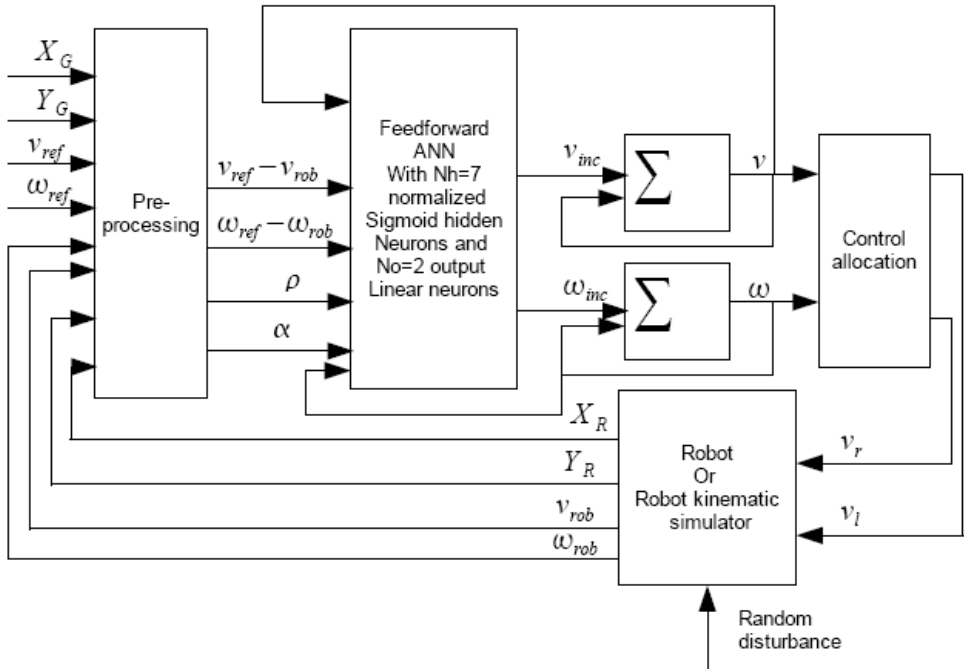 X_G
Y_G
v_ref
ω_ref
Pre-
processing
v_ref − v_rob
ω_ref − ω_rob
ρ
α
Feedforward
ANN
With Nh=7
normalized
Sigmoid hidden
Neurons and
No=2 output
Linear neurons
v_inc
Σ
v
ω_inc
Σ
ω
Control
allocation
X_R
Y_R
v_rob
ω_rob
Robot
Or
Robot kinematic
simulator
v_r
v_l
Random
disturbance